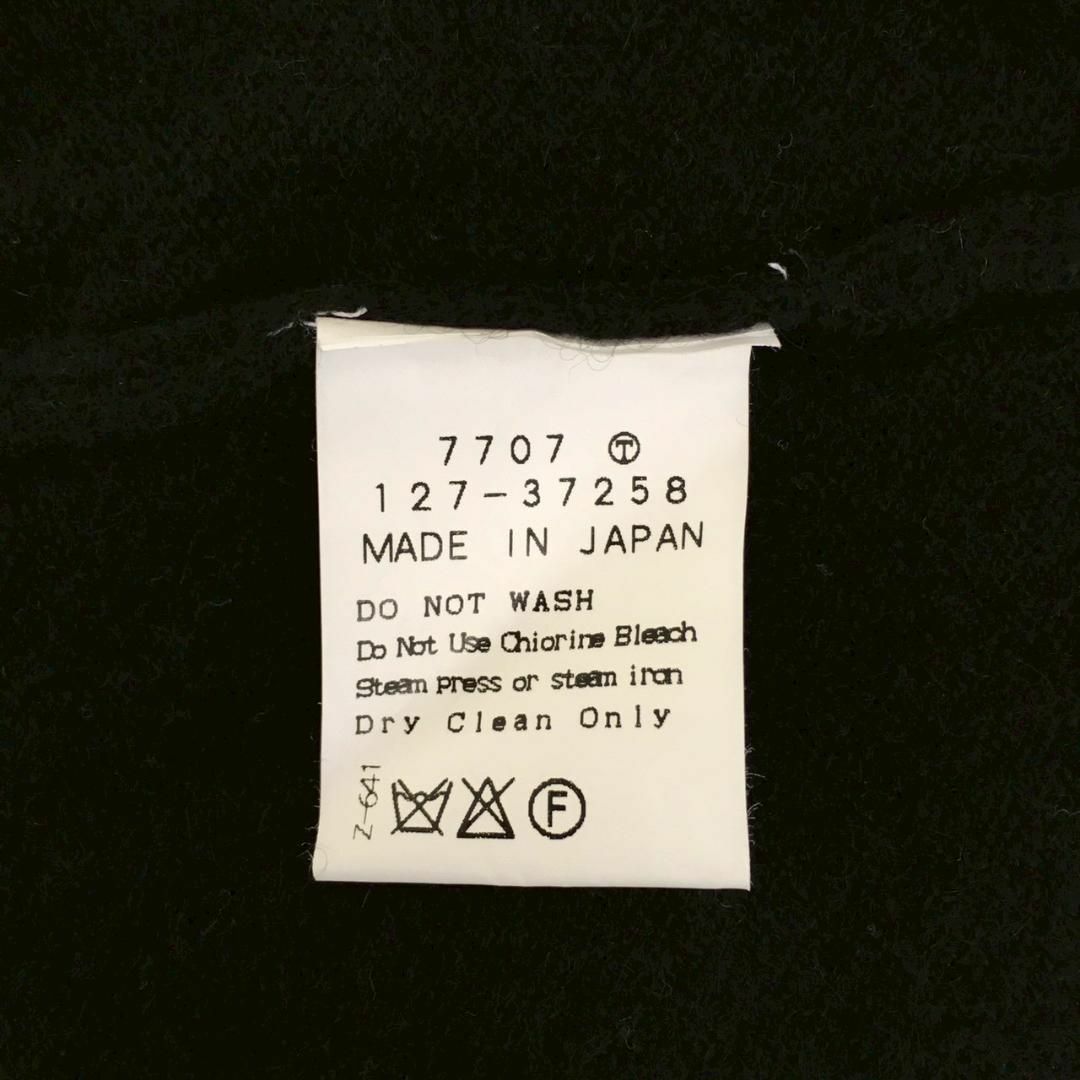 7707 Ⓣ
127-37258
MADE IN JAPAN
DO NOT WASH
Do Not Use Chiorine Bleach
Steam press or steam iron
Dry Clean Only
Z-641
F